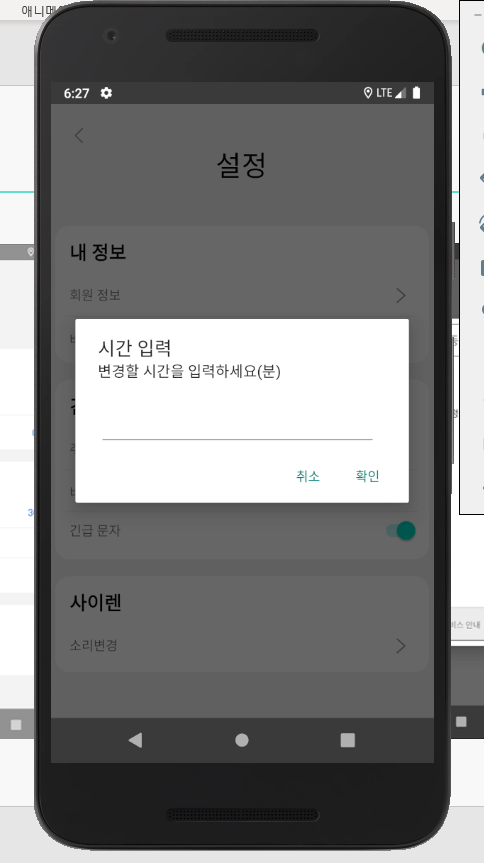 애니메
6:27
LTE
설정
내 정보
회원 정보
시간 입력
변경할 시간을 입력하세요(분)
취소
확인
긴급 문자
사이렌
소리변경
비스 안내